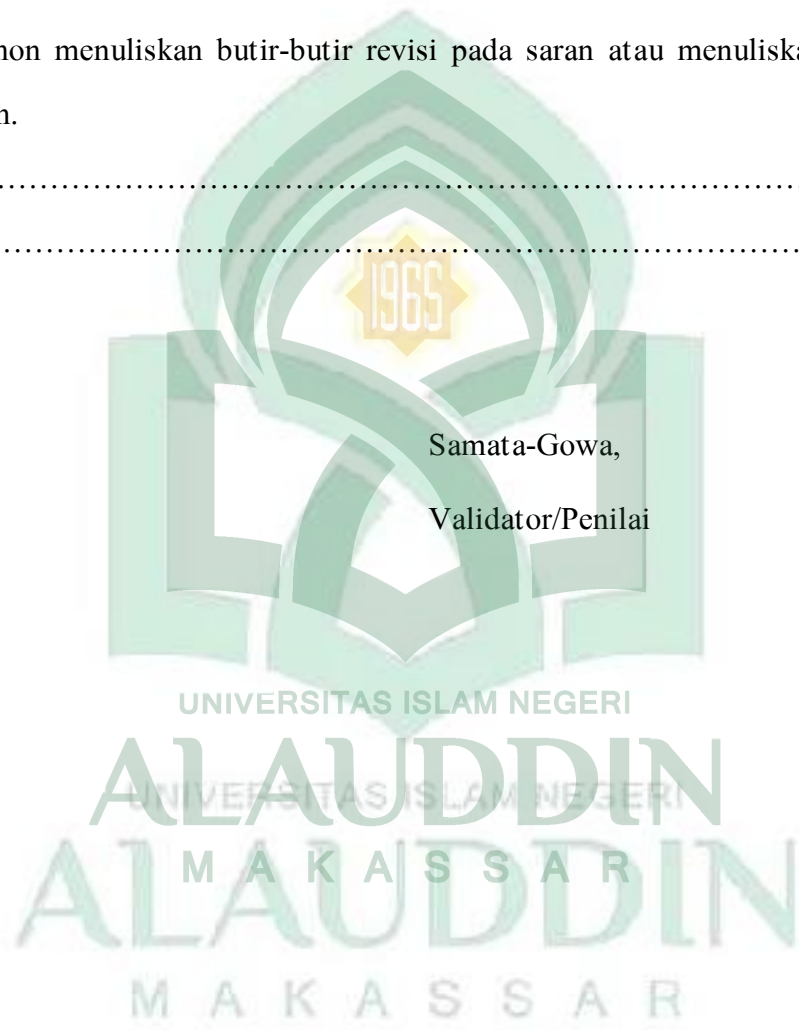 non menuliskan butir-butir revisi pada saran atau menuliska
n.
……………………………………………………………………
……………………………………………………………………
1965
Samata-Gowa,
Validator/Penilai
UNIVERSITAS ISLAM NEGERI
ALAUDDIN
UNIVERSITAS ISLAM NEGERI
MAKASSAR
ALAUDDIN
MAKASSAR